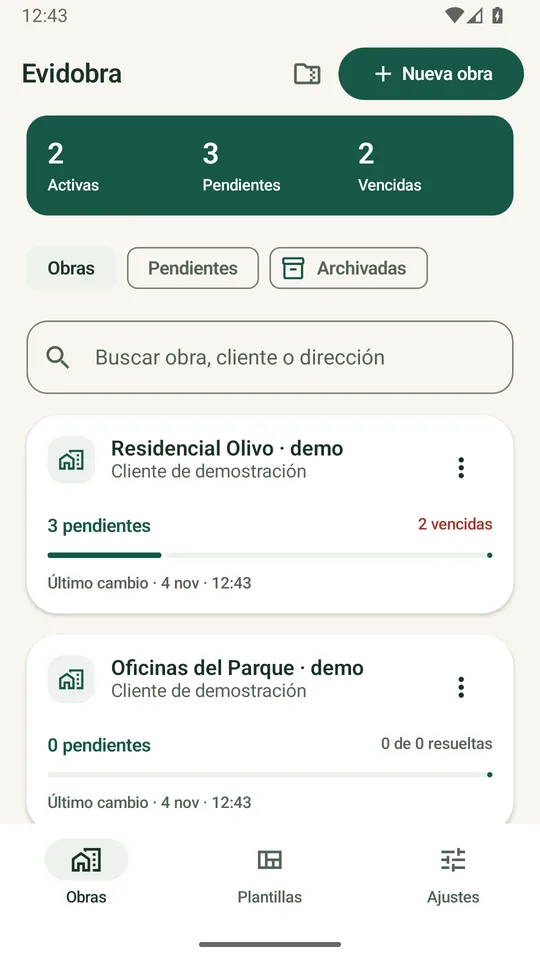 12:43
Evidobra
Nueva obra
2 3 2
Activas Pendientes Vencidas
Obras Pendientes Archivadas
Buscar obra, cliente o dirección
Residencial Olivo · demo
Cliente de demostración
3 pendientes 2 vencidas
Último cambio · 4 nov · 12:43
Oficinas del Parque · demo
Cliente de demostración
0 pendientes 0 de 0 resueltas
Último cambio · 4 nov · 12:43
Obras Plantillas Ajustes